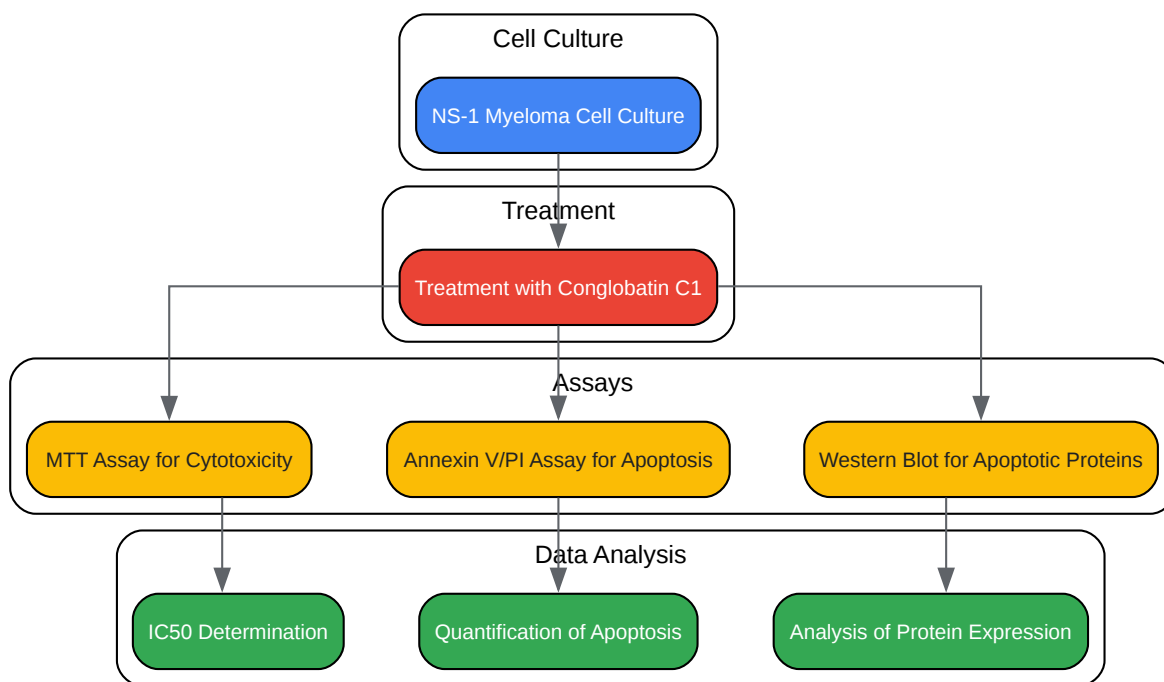 Cell Culture
NS-1 Myeloma Cell Culture
Treatment
Treatment with Conglobatin C1
Assays
MTT Assay for Cytotoxicity
Annexin V/PI Assay for Apoptosis
Western Blot for Apoptotic Proteins
Data Analysis
IC50 Determination
Quantification of Apoptosis
Analysis of Protein Expression